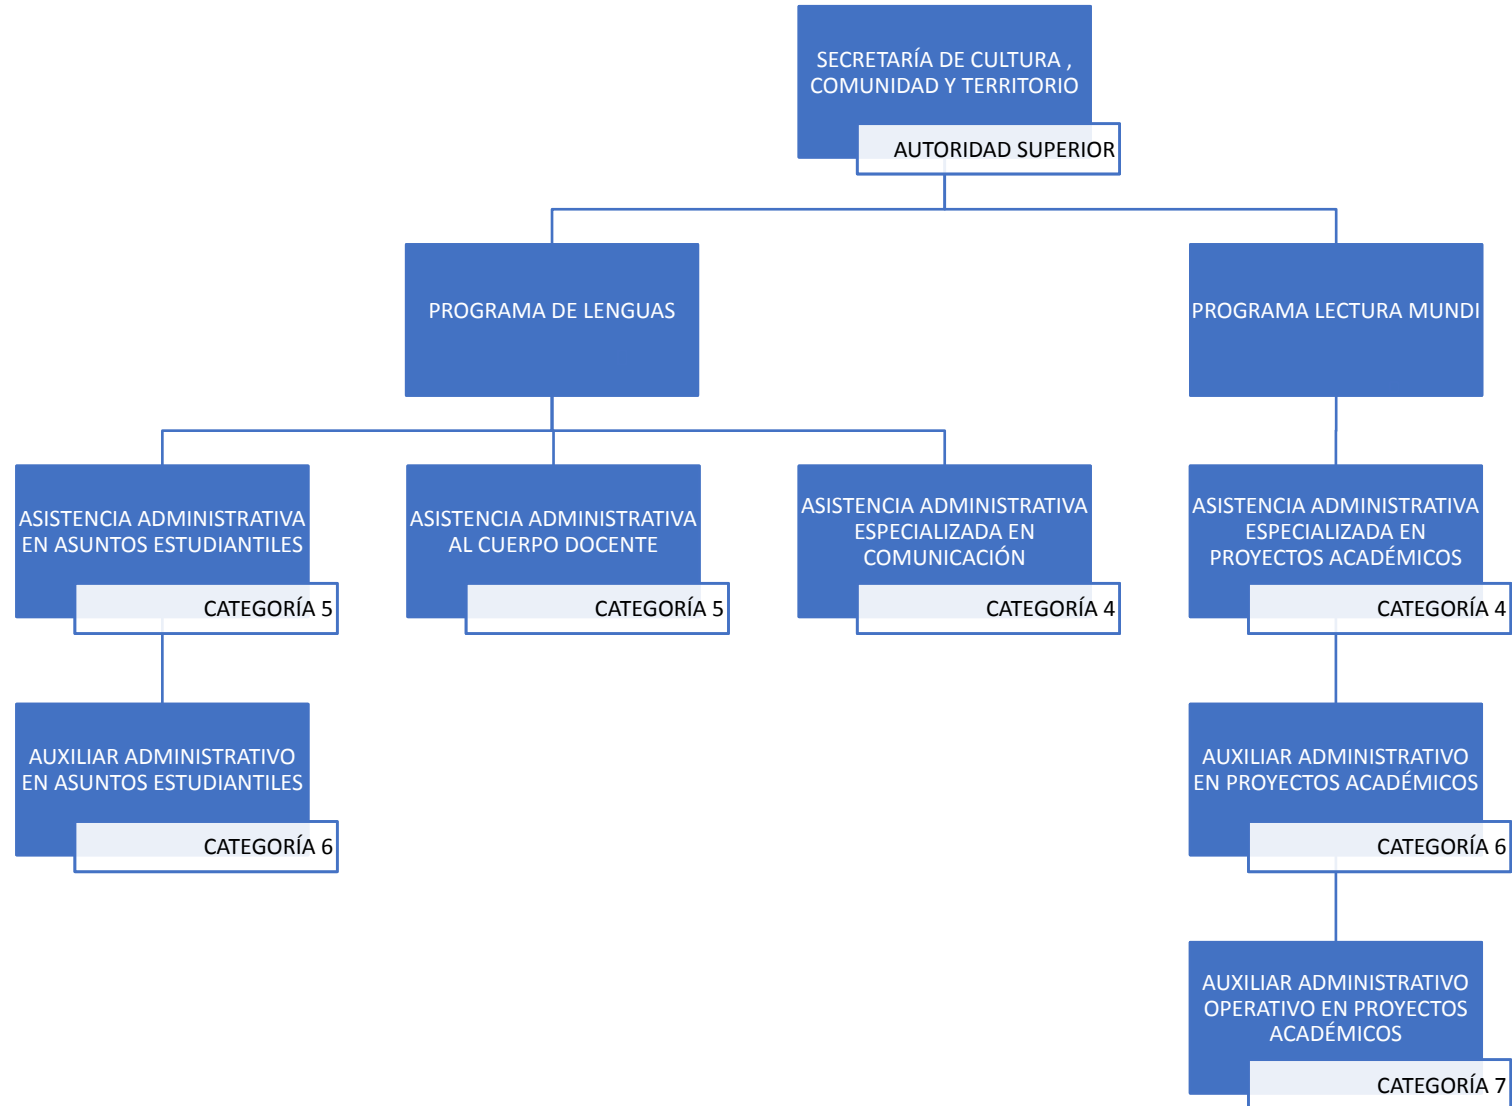 SECRETARÍA DE CULTURA ,
COMUNIDAD Y TERRITORIO
AUTORIDAD SUPERIOR
PROGRAMA DE LENGUAS
PROGRAMA LECTURA MUNDI
ASISTENCIA ADMINISTRATIVA
EN ASUNTOS ESTUDIANTILES
CATEGORÍA 5
ASISTENCIA ADMINISTRATIVA
AL CUERPO DOCENTE
CATEGORÍA 5
ASISTENCIA ADMINISTRATIVA
ESPECIALIZADA EN
COMUNICACIÓN
CATEGORÍA 4
ASISTENCIA ADMINISTRATIVA
ESPECIALIZADA EN
PROYECTOS ACADÉMICOS
CATEGORÍA 4
AUXILIAR ADMINISTRATIVO
EN ASUNTOS ESTUDIANTILES
CATEGORÍA 6
AUXILIAR ADMINISTRATIVO
EN PROYECTOS ACADÉMICOS
CATEGORÍA 6
AUXILIAR ADMINISTRATIVO
OPERATIVO EN PROYECTOS
ACADÉMICOS
CATEGORÍA 7